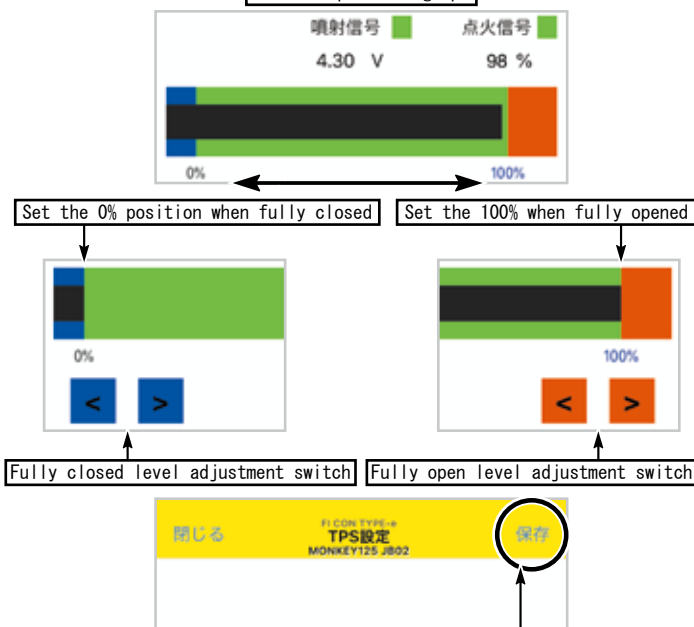 噴射信号 点火信号
4.30 V 98 %
0% 100%
Set the 0% position when fully closed
Set the 100% when fully opened
0%
100%
< >
< >
Fully closed level adjustment switch
Fully open level adjustment switch
閉じる
FI CON TYPE-e
TPS設定
MONKEY125 JB02
保存